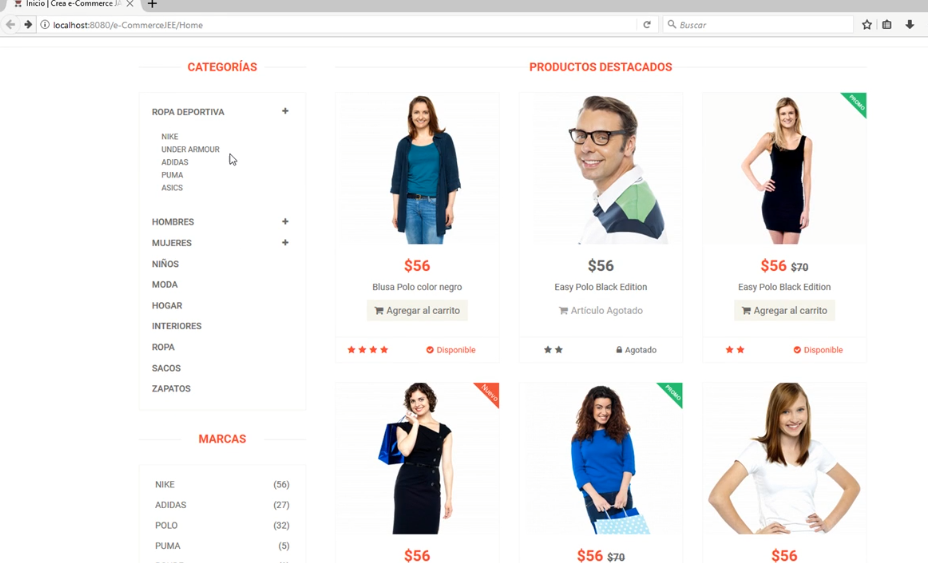 Inicio | Crea e-Commerce JA
localhost:8080/e-CommerceJEE/Home
Buscar
CATEGORÍAS
ROPA DEPORTIVA
NIKE
UNDER ARMOUR
ADIDAS
PUMA
ASICS
HOMBRES
MUJERES
NIÑOS
MODA
HOGAR
INTERIORES
ROPA
SACOS
ZAPATOS
MARCAS
NIKE (56)
ADIDAS (27)
POLO (32)
PUMA (5)
PRODUCTOS DESTACADOS
$56
Blusa Polo color negro
Agregar al carrito
Disponible
$56
Easy Polo Black Edition
Artículo Agotado
Agotado
PROMO
$56 $70
Easy Polo Black Edition
Agregar al carrito
Disponible
NUEVO
$56
PROMO
$56 $70
$56